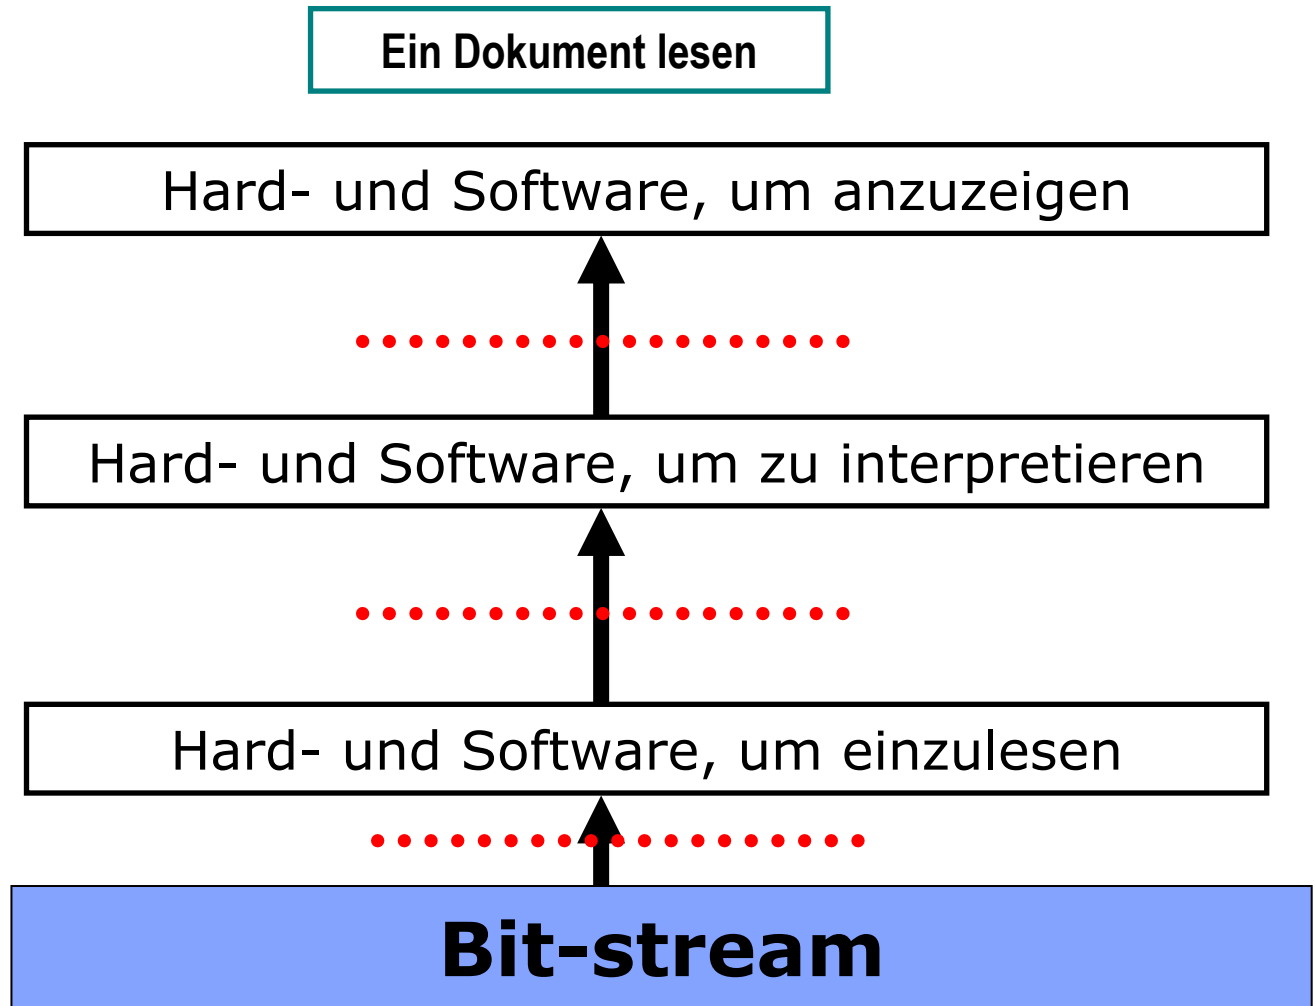 Ein Dokument lesen
Hard- und Software, um anzuzeigen
Hard- und Software, um zu interpretieren
Hard- und Software, um einzulesen
Bit-stream